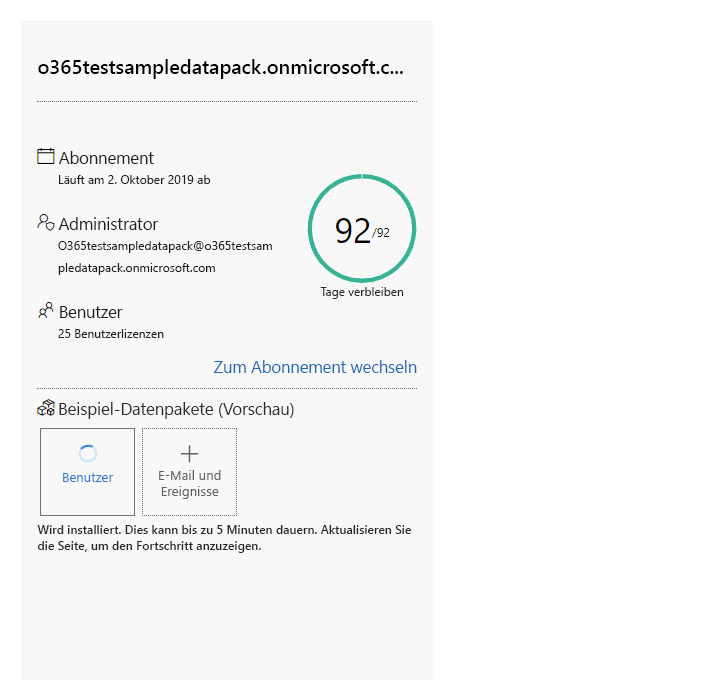 o365testsampledatapack.onmicrosoft.c...
Abonnement
Läuft am 2. Oktober 2019 ab
Administrator
O365testsampledatapack@o365testsam
pledatapack.onmicrosoft.com
92/92
Tage verbleiben
Benutzer
25 Benutzerlizenzen
Zum Abonnement wechseln
Beispiel-Datenpakete (Vorschau)
Benutzer
E-Mail und
Ereignisse
Wird installiert. Dies kann bis zu 5 Minuten dauern. Aktualisieren Sie
die Seite, um den Fortschritt anzuzeigen.